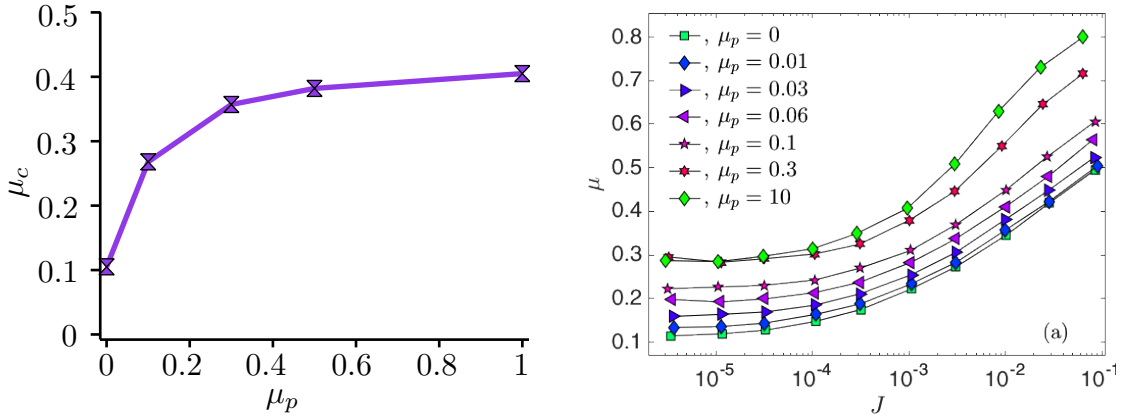 0.5
0.4
0.3
0.2
0.1
0
μc
0 0.2 0.4 0.6 0.8 1
μp
0.8
0.7
0.6
0.5
0.4
0.3
0.2
0.1
μ
, μp = 0
, μp = 0.01
, μp = 0.03
, μp = 0.06
, μp = 0.1
, μp = 0.3
, μp = 10
(a)
10⁻⁵ 10⁻⁴ 10⁻³ 10⁻² 10⁻¹
J